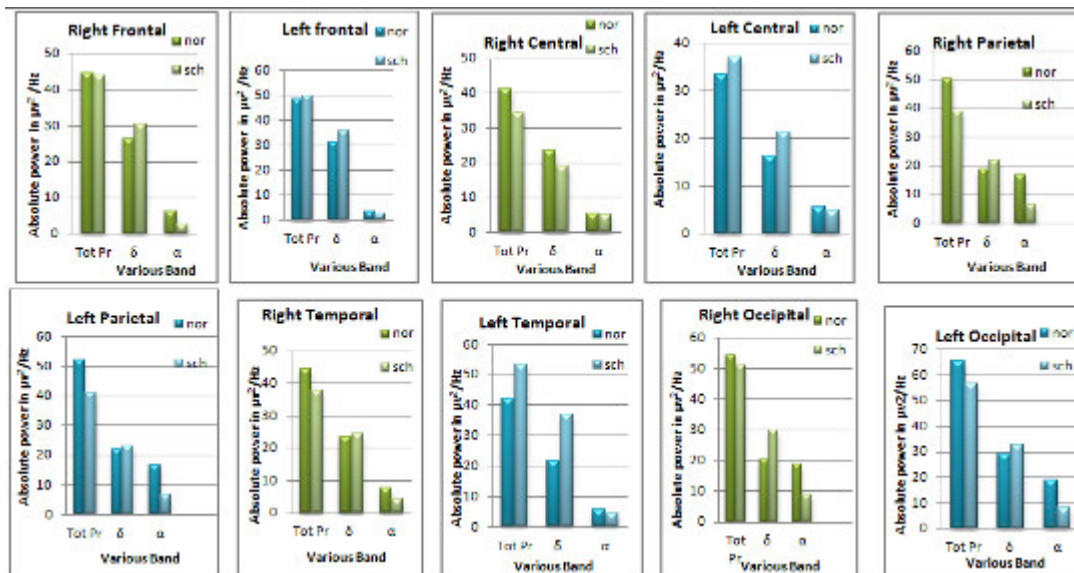 Right Frontal
nor
sch
Absolute power in µv²/Hz
50
40
30
20
10
0
Tot Pr δ α
Various Band
Left frontal
nor
sch
Absolute power in µv²/Hz
60
50
40
30
20
10
0
Tot Pr δ α
Various Band
Right Central
nor
sch
Absolute power in µv²/Hz
50
40
30
20
10
0
Tot Pr δ α
Various Band
Left Central
nor
sch
Absolute power in µv²/Hz
40
30
20
10
0
Tot Pr δ α
Various Band
Right Parietal
nor
sch
Absolute power in µv²/Hz
60
50
40
30
20
10
0
Tot Pr δ α
Various Band
Left Parietal
nor
sch
Absolute power in µv²/Hz
60
50
40
30
20
10
0
Tot Pr δ α
Various Band
Right Temporal
nor
sch
Absolute power in µv²/Hz
50
40
30
20
10
0
Tot Pr δ α
Various Band
Left Temporal
nor
sch
Absolute power in µv²/Hz
60
50
40
30
20
10
0
Tot Pr δ α
Various Band
Right Occipital
nor
sch
Absolute power in µv²/Hz
60
50
40
30
20
10
0
Tot δ α
Pr Various Band
Left Occipital
nor
sch
Absolute power in µv2/Hz
70
60
50
40
30
20
10
0
Tot Pr δ α
Various Band